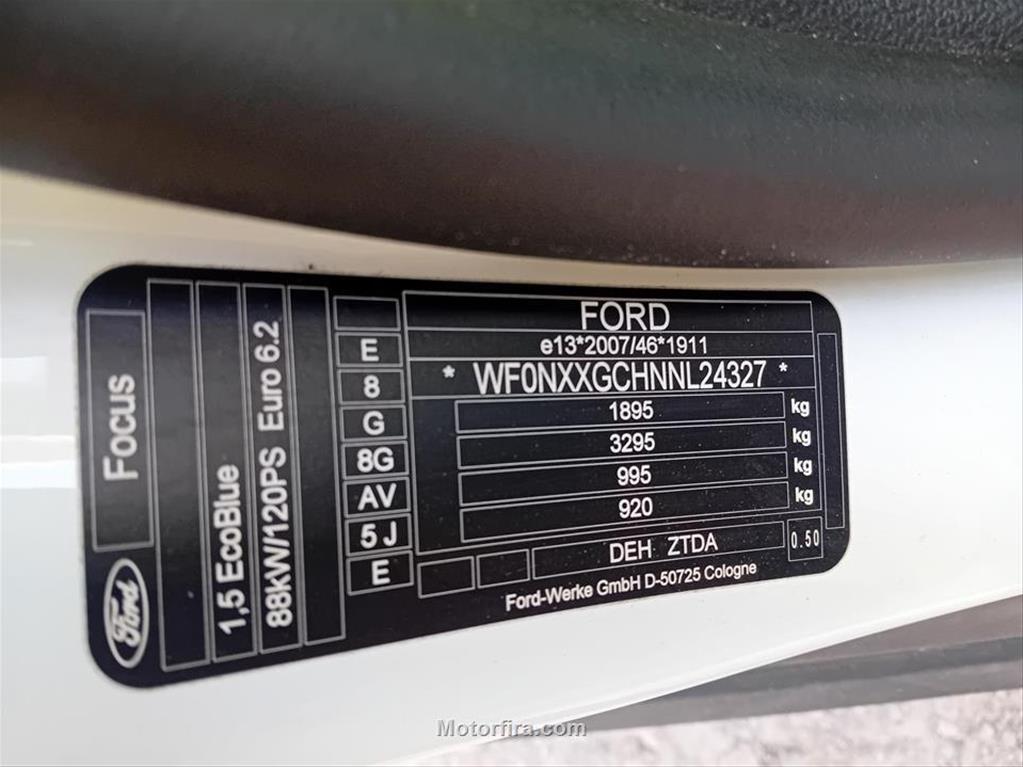 FORD
e13*2007/46*1911
* WF0NXXGCHNNL24327 *
1895 kg
3295 kg
995 kg
920 kg
DEH ZTDA
0.50
Ford-Werke GmbH D-50725 Cologne
E
8
G
8G
AV
5J
E
Focus
1,5 EcoBlue
88kW/120PS Euro 6.2
Ford
Motorfira.com